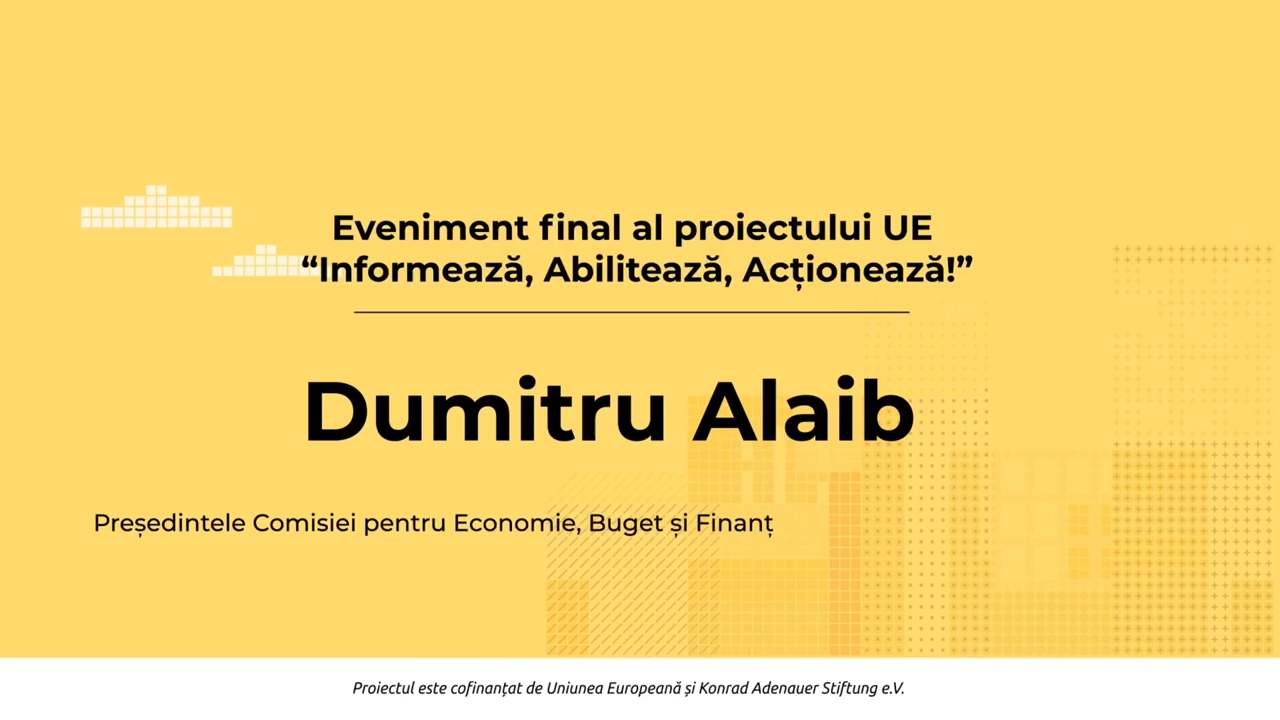 Eveniment final al proiectului UE
“Informează, Abilitează, Acționează!”
Dumitru Alaib
Președintele Comisiei pentru Economie, Buget și Finanț
Proiectul este cofinanțat de Uniunea Europeană și Konrad Adenauer Stiftung e.V.